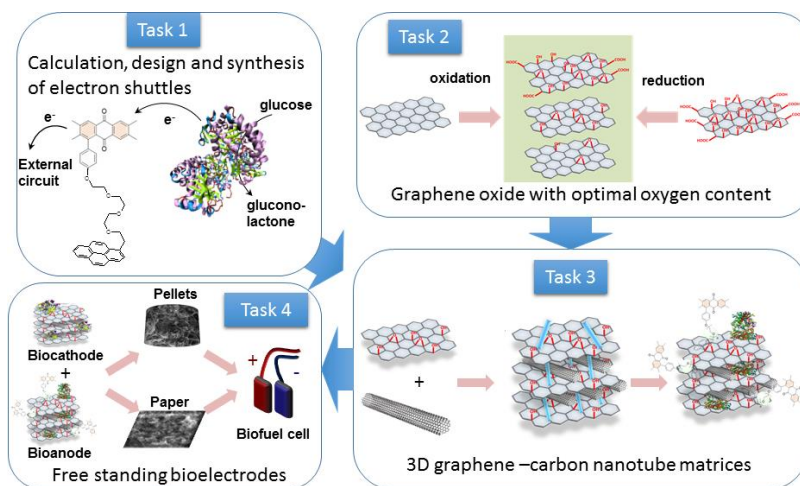 Task 1
Calculation, design and synthesis
of electron shuttles
glucose
e-
e-
External
circuit
glucono-
lactone
O
O
O
O
O
O
Task 2
oxidation
reduction
Graphene oxide with optimal oxygen content
Task 3
+
3D graphene –carbon nanotube matrices
Task 4
Pellets
Biocathode
+
Bioanode
Paper
+
-
Biofuel cell
Free standing bioelectrodes